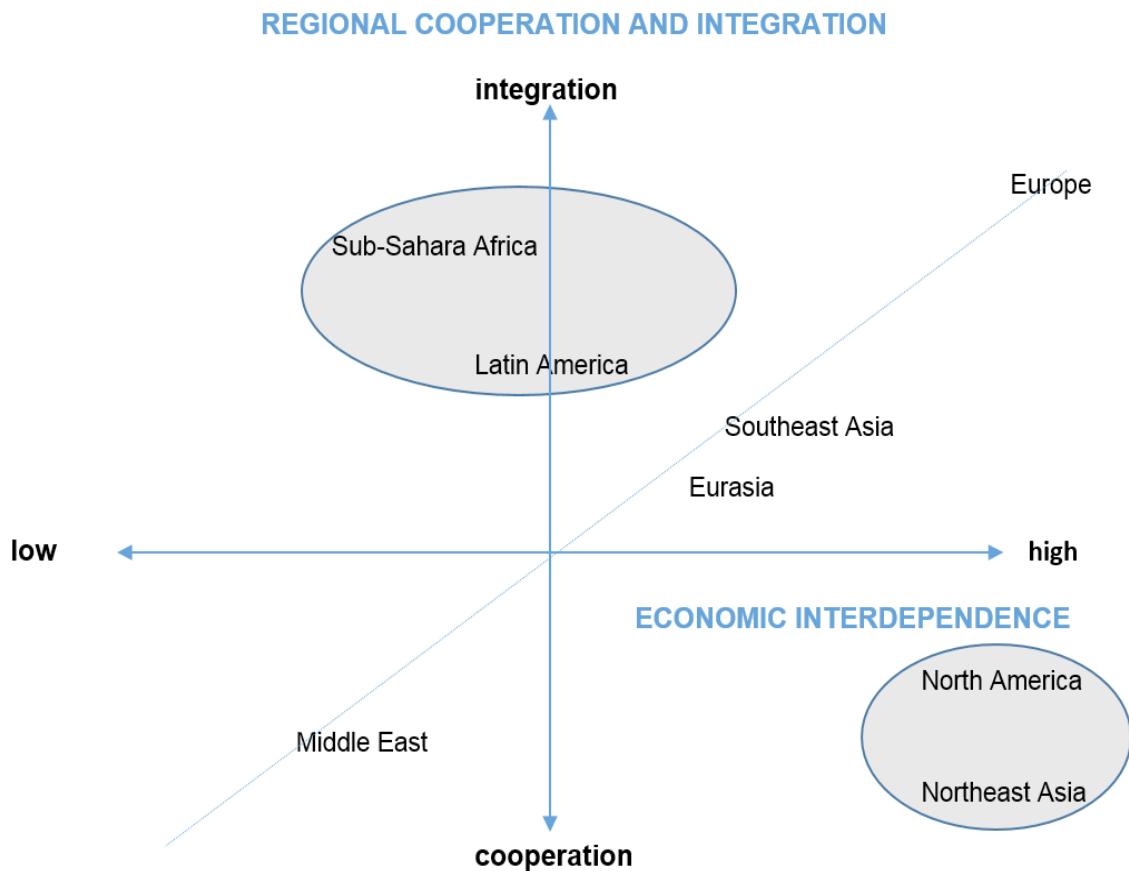 REGIONAL COOPERATION AND INTEGRATION
integration
Europe
Sub-Sahara Africa
Latin America
Southeast Asia
Eurasia
low
high
ECONOMIC INTERDEPENDENCE
North America
Middle East
Northeast Asia
cooperation